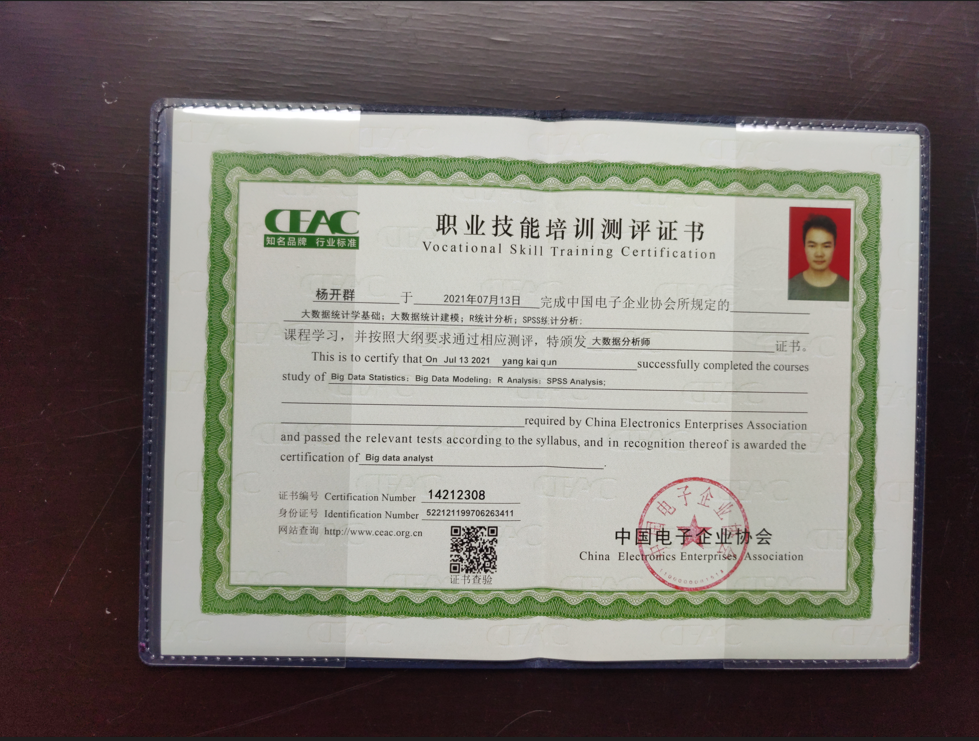 CEAC
知名品牌 行业标准
职业技能培训测评证书
Vocational Skill Training Certification
杨开群 于 2021年07月13日 完成中国电子企业协会所规定的
大数据统计学基础；大数据统计建模；R统计分析；SPSS统计分析；
课程学习，并按照大纲要求通过相应测评，特颁发 大数据分析师 证书。
This is to certify that On Jul 13 2021 yang kai qun successfully completed the courses
study of Big Data Statistics；Big Data Modeling；R Analysis；SPSS Analysis;
required by China Electronics Enterprises Association
and passed the relevant tests according to the syllabus, and in recognition thereof is awarded the
certification of Big data analyst.
证书编号 Certification Number 14212308
身份证号 Identification Number 522121199706263411
网站查询 http://www.ceac.org.cn
证书查验
中国电子企业协会
China Electronics Enterprises Association
中国电子企业协会